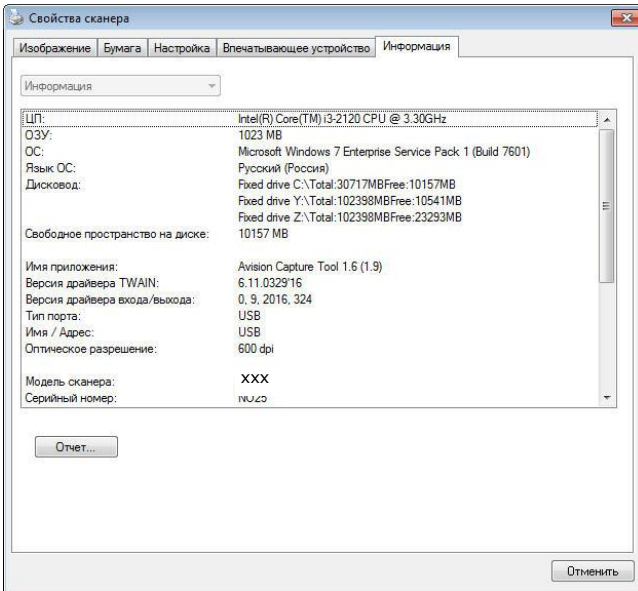 Свойства сканера
Изображение Бумага Настройка Впечатывающее устройство Информация
Информация
ЦП: Intel(R) Core(TM) i3-2120 CPU @ 3.30GHz
ОЗУ: 1023 MB
ОС: Microsoft Windows 7 Enterprise Service Pack 1 (Build 7601)
Язык ОС: Русский (Россия)
Дисковод: Fixed drive C:\Total:30717MBFree:10157MB
Fixed drive Y:\Total:102398MBFree:10541MB
Fixed drive Z:\Total:102398MBFree:23293MB
Свободное пространство на диске: 10157 MB
Имя приложения: Avision Capture Tool 1.6 (1.9)
Версия драйвера TWAIN: 6.11.0329'16
Версия драйвера входа/выхода: 0, 9, 2016, 324
Тип порта: USB
Имя / Адрес: USB
Оптическое разрешение: 600 dpi
Модель сканера: XXX
Серийный номер:
Отчет...
Отменить